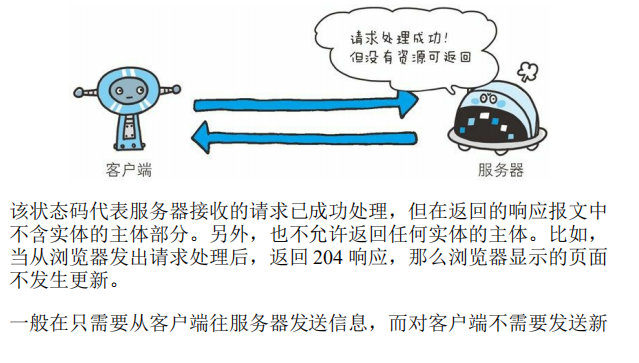 请求处理成功!
但没有资源可返回
客户端
服务器
该状态码代表服务器接收的请求已成功处理，但在返回的响应报文中
不含实体的主体部分。另外，也不允许返回任何实体的主体。比如，
当从浏览器发出请求处理后，返回 204 响应，那么浏览器显示的页面
不发生更新。
一般在只需要从客户端往服务器发送信息，而对客户端不需要发送新